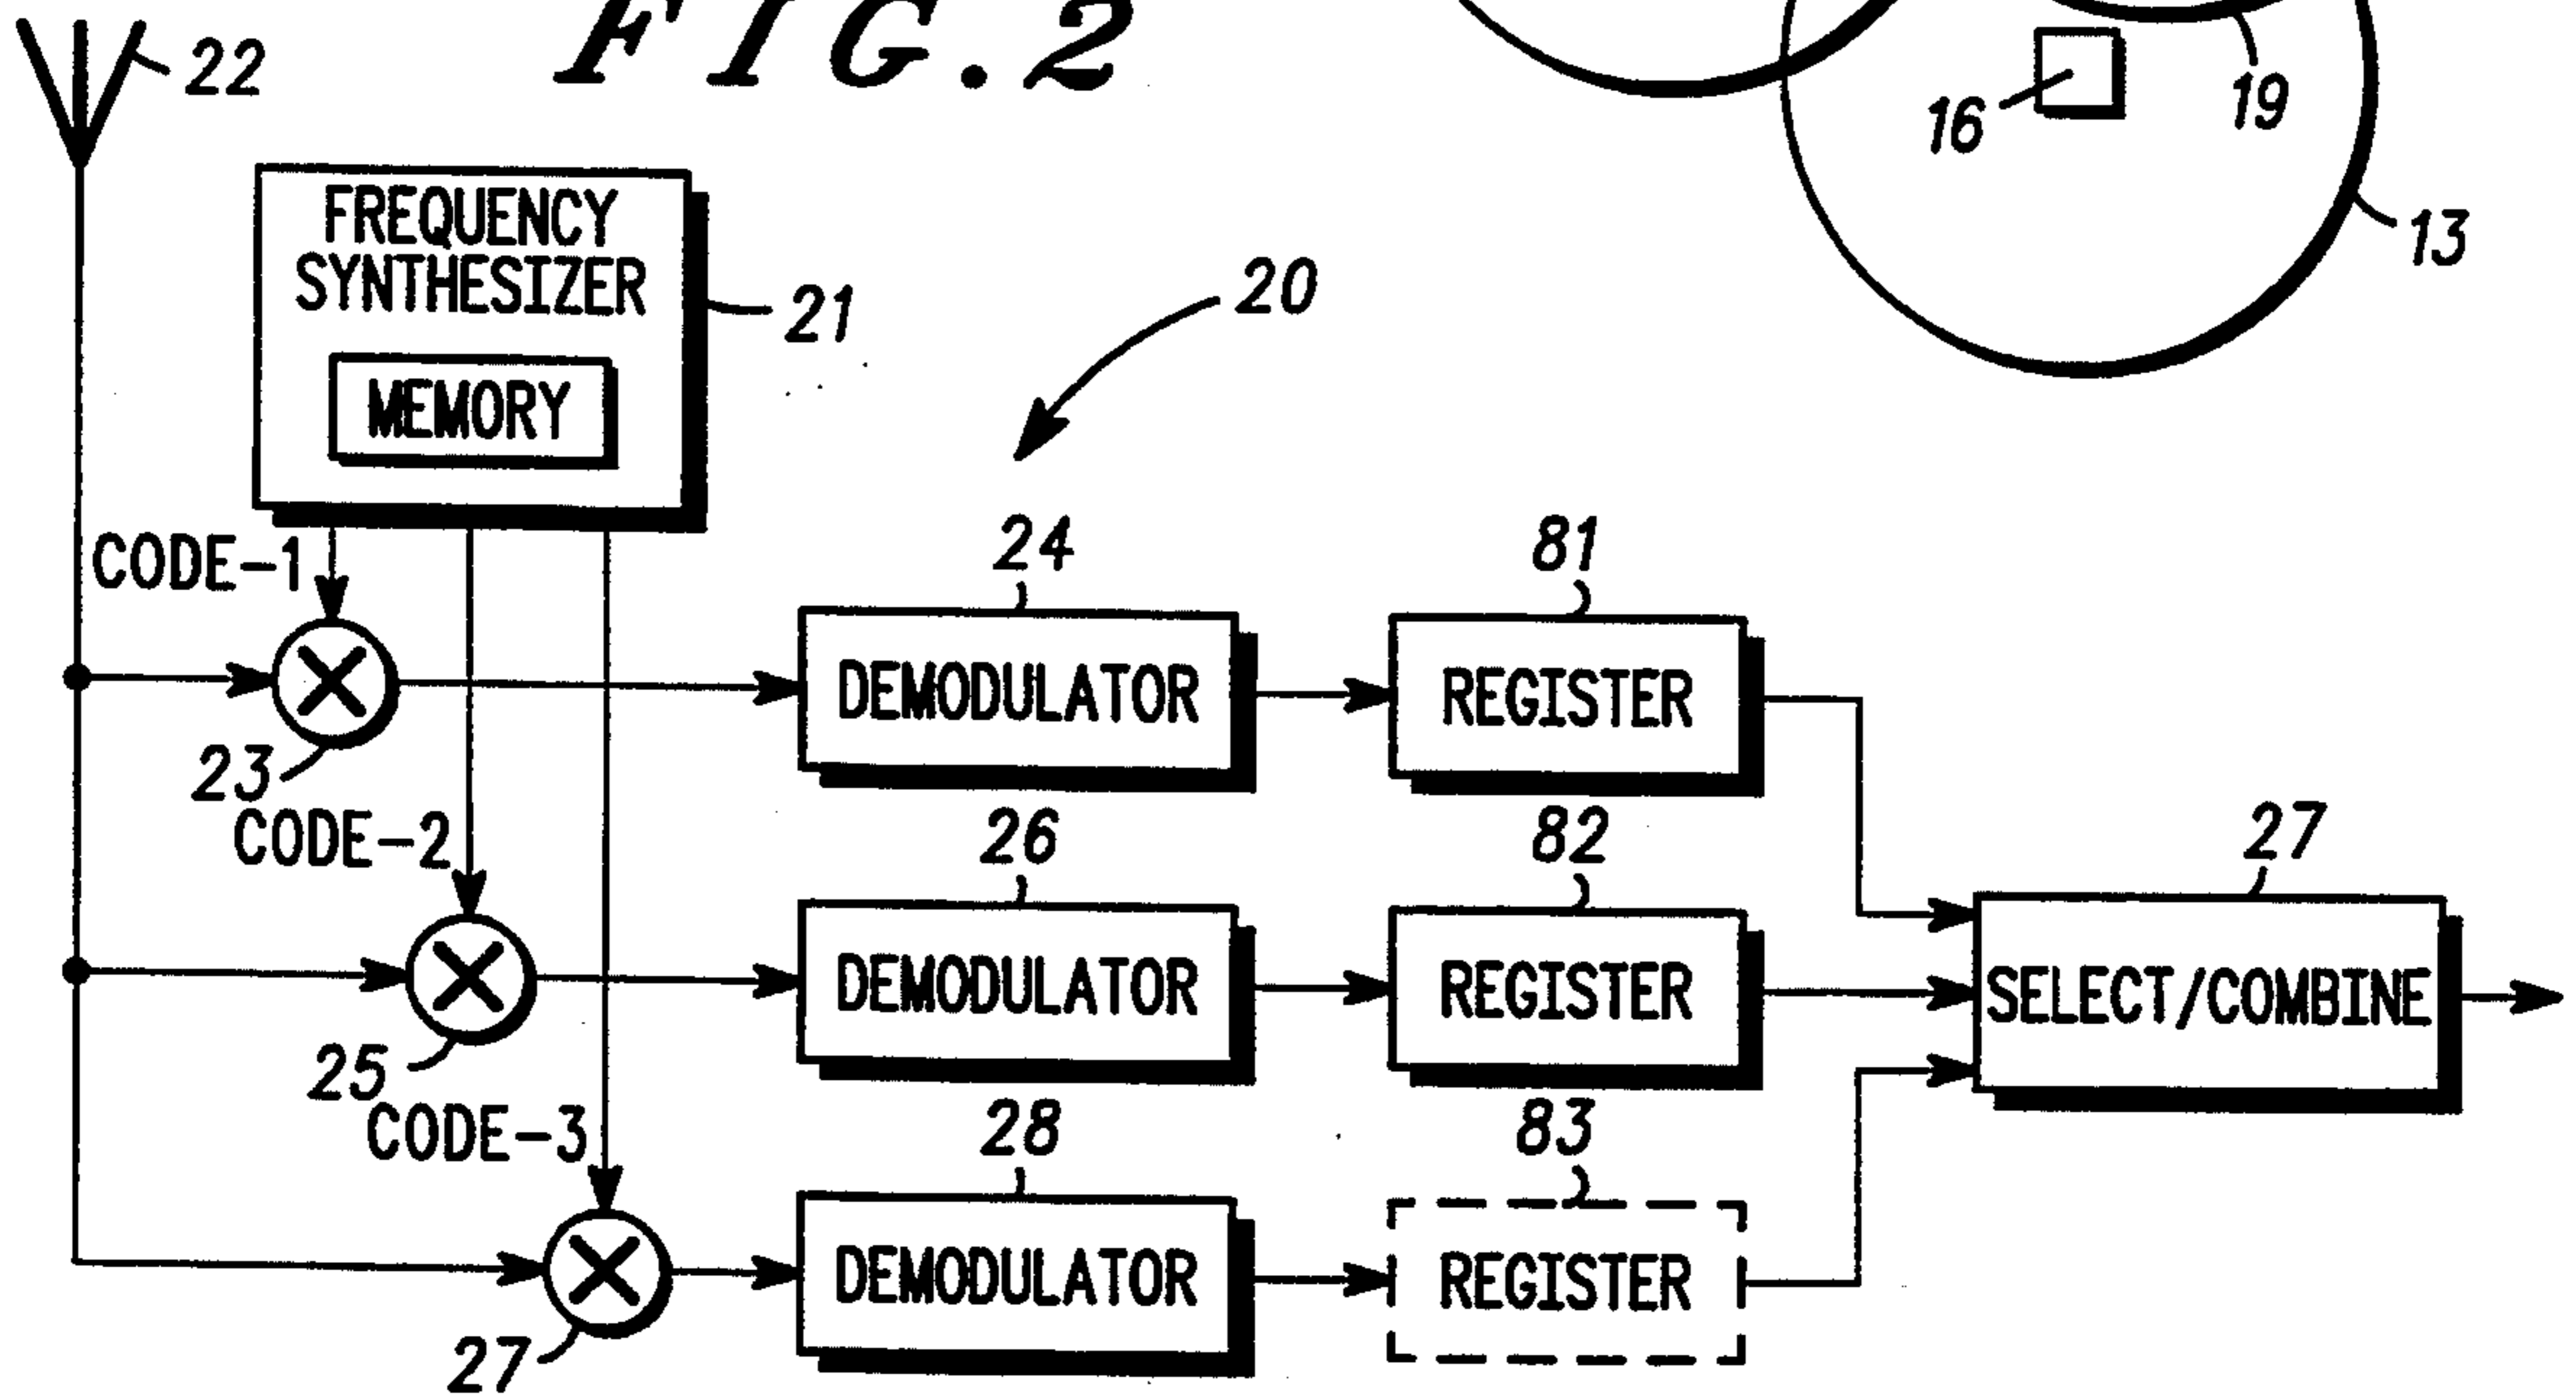 FIG. 2
22
19
16
13
FREQUENCY
SYNTHESIZER
MEMORY
21
20
CODE-1
24
81
DEMODULATOR
REGISTER
23
CODE-2
26
82
27
DEMODULATOR
REGISTER
SELECT/COMBINE
25
CODE-3
28
83
DEMODULATOR
REGISTER
27